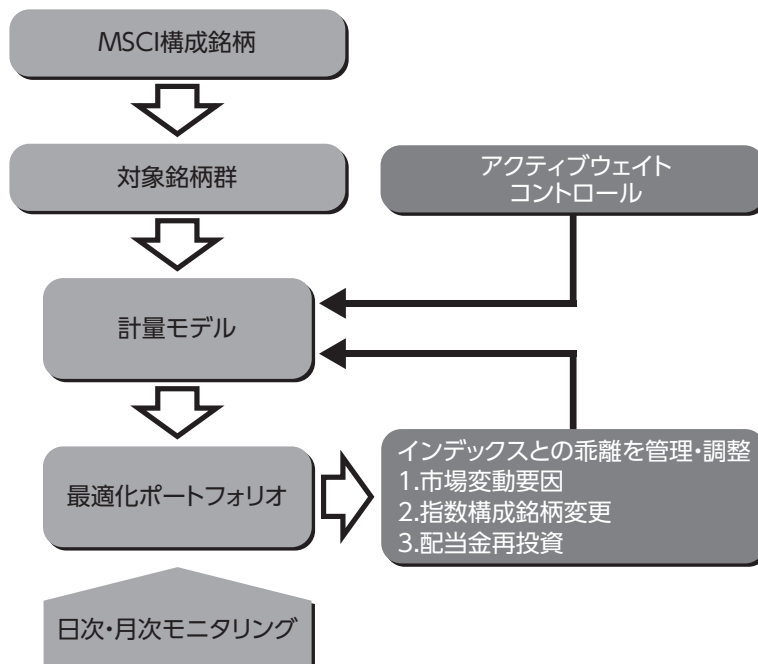 MSCI構成銘柄
対象銘柄群
アクティブウェイト
コントロール
計量モデル
最適化ポートフォリオ
インデックスとの乖離を管理・調整
1.市場変動要因
2.指数構成銘柄変更
3.配当金再投資
日次・月次モニタリング